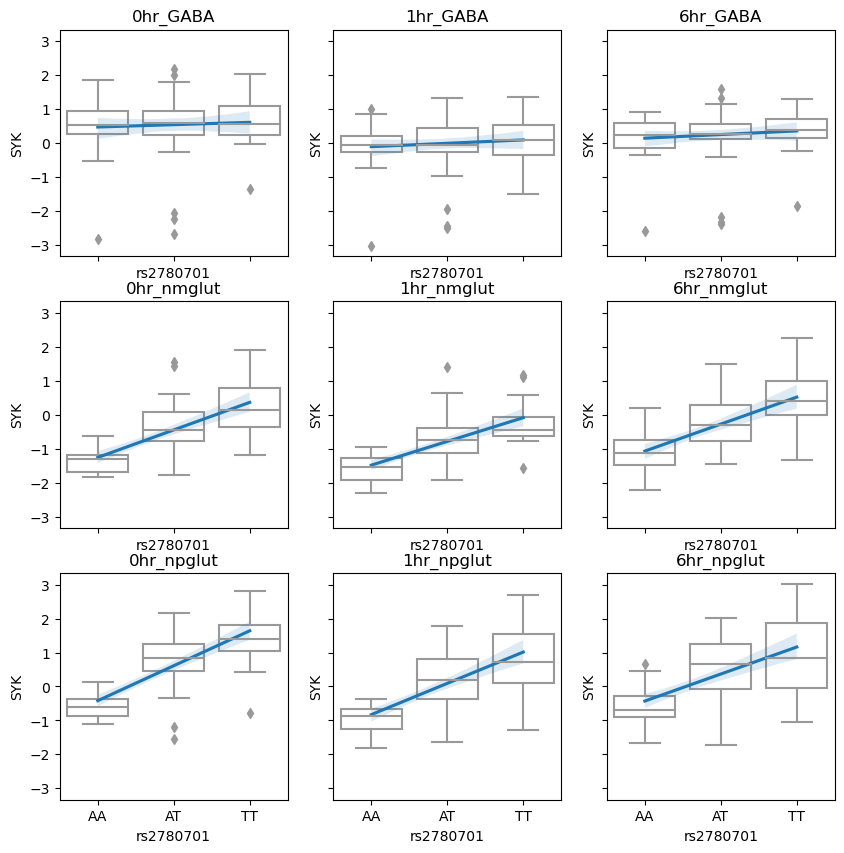 0hr_GABA 1hr_GABA 6hr_GABA
3
2
1
0
−1
−2
−3
SYK SYK SYK
rs2780701 rs2780701 rs2780701
0hr_nmglut 1hr_nmglut 6hr_nmglut
3
2
1
0
−1
−2
−3
SYK SYK SYK
rs2780701 rs2780701 rs2780701
0hr_npglut 1hr_npglut 6hr_npglut
3
2
1
0
−1
−2
−3
SYK SYK SYK
AA AT TT AA AT TT AA AT TT
rs2780701 rs2780701 rs2780701